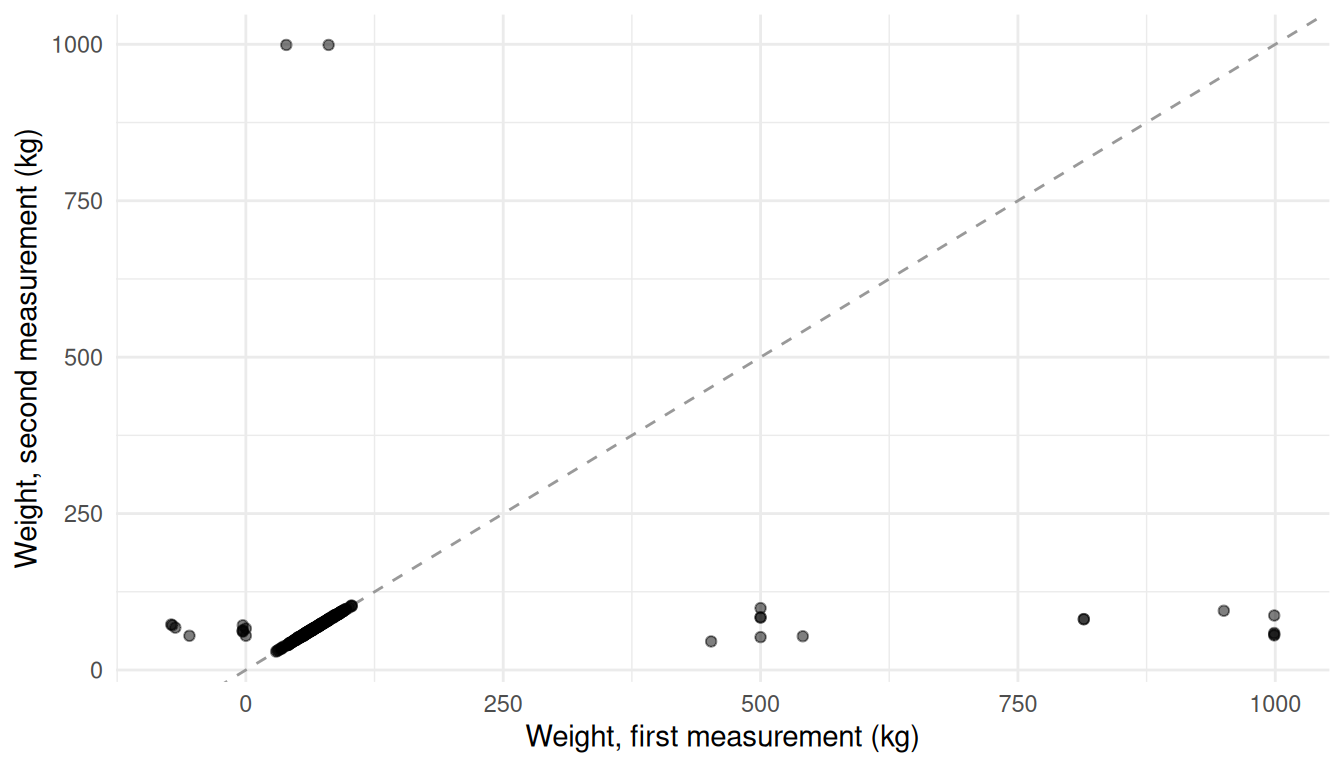 Weight, second measurement (kg)
1000
750
500
250
0
0 250 500 750 1000
Weight, first measurement (kg)